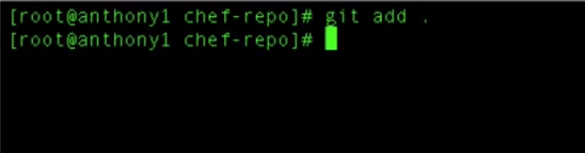 [root@anthony1 chef-repo]# git add .
[root@anthony1 chef-repo]#